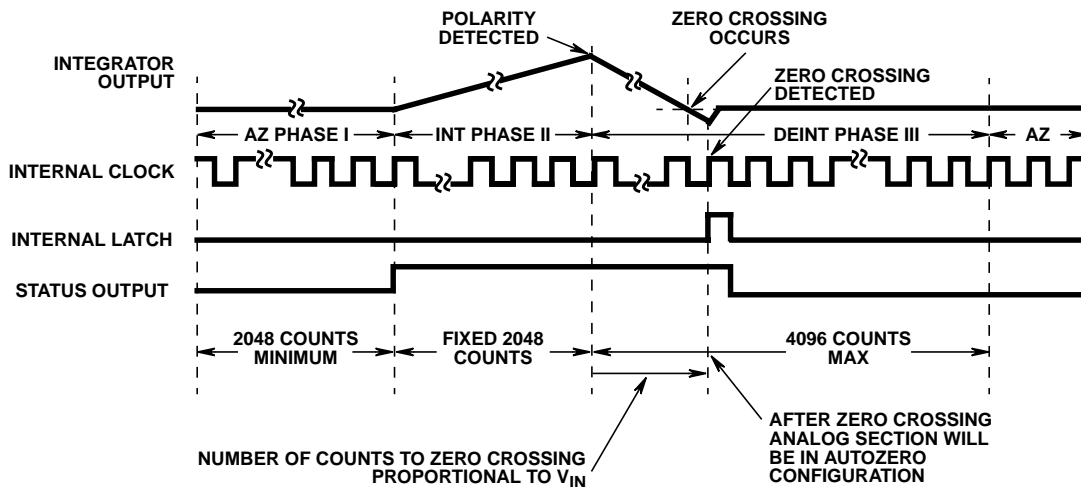 POLARITY
DETECTED
ZERO CROSSING
OCCURS
INTEGRATOR
OUTPUT
ZERO CROSSING
DETECTED
AZ PHASE I
INT PHASE II
DEINT PHASE III
AZ
INTERNAL CLOCK
INTERNAL LATCH
STATUS OUTPUT
2048 COUNTS
MINIMUM
FIXED 2048
COUNTS
4096 COUNTS
MAX
NUMBER OF COUNTS TO ZERO CROSSING
PROPORTIONAL TO VIN
AFTER ZERO CROSSING
ANALOG SECTION WILL
BE IN AUTOZERO
CONFIGURATION